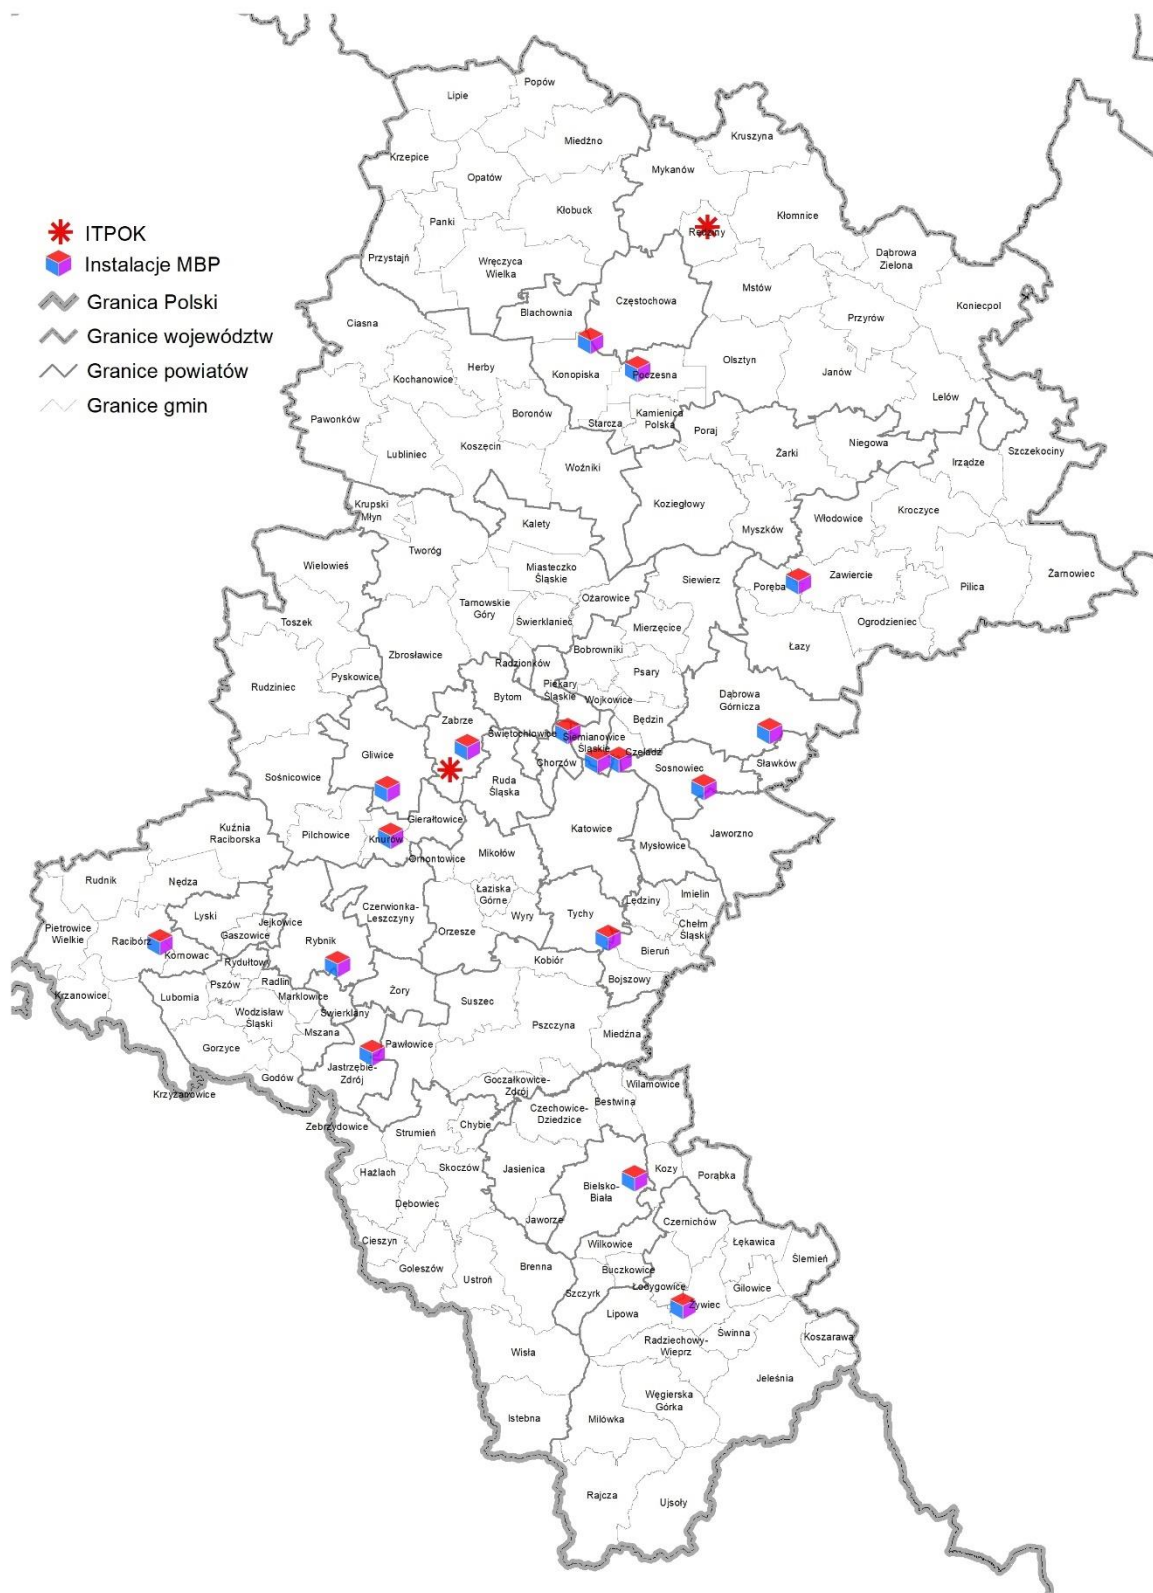 ITPOK
Instalacje MBP
Granica Polski
Granice województw
Granice powiatów
Granice gmin
Popów
Lipie
Kruszyna
Miedźno
Krzepice
Mykanów
Opatów
Kłobuck
Kłomnice
Panki
Rędziny
Dąbrowa
Zielona
Przystajń
Wręczyca
Wielka
Mstów
Częstochowa
Koniecpol
Blachownia
Przyrów
Ciasna
Olsztyn
Herby
Konopiska
Poczesna
Janów
Kochanowice
Lelów
Boronów
Kamienica
Polska
Pawonków
Starcza
Poraj
Niegowa
Koszęcin
Żarki
Szczekociny
Lubliniec
Irządze
Woźniki
Krupski
Młyn
Koziegłowy
Kroczyce
Kalety
Włodowice
Myszków
Tworóg
Wielowieś
Miasteczko
Śląskie
Siewierz
Zawiercie
Żarnowiec
Poręba
Pilica
Ożarowice
Tarnowskie
Góry
Świerklaniec
Mierzęcice
Toszek
Ogrodzieniec
Łazy
Bobrowniki
Zbrosławice
Radzionków
Psary
Pyskowice
Rudziniec
Piekary
Śląskie
Dąbrowa
Górnicza
Bytom
Wojkowice
Zabrze
Będzin
Świętochłowice
Siemianowice
Śląskie
Gliwice
Czeladź
Chorzów
Sławków
Sosnowiec
Sośnicowice
Ruda
Śląska
Gierałtowice
Kuźnia
Raciborska
Pilchowice
Katowice
Jaworzno
Knurów
Mysłowice
Ornontowice
Mikołów
Rudnik
Nędza
Łaziska
Górne
Imielin
Lędziny
Czerwionka-
Leszczyny
Lyski
Wyry
Tychy
Pietrowice
Wielkie
Jejkowice
Chełm
Śląski
Gaszowice
Orzesze
Racibórz
Rybnik
Bieruń
Kornowac
Kobiór
Rydułtowy
Bojszowy
Pszów
Radlin
Żory
Krzanowice
Lubomia
Marklowice
Suszec
Wodzisław
Śląski
Świerklany
Pszczyna
Mszana
Miedźna
Gorzyce
Pawłowice
Jastrzębie-
Zdrój
Godów
Goczałkowice-
Zdrój
Wilamowice
Krzyżanowice
Bestwina
Czechowice-
Dziedzice
Zebrzydowice
Chybie
Strumień
Skoczów
Jasienica
Kozy
Hażlach
Porąbka
Bielsko-
Biała
Dębowiec
Jaworze
Czernichów
Cieszyn
Łękawica
Wilkowice
Ślemień
Brenna
Goleszów
Buczkowice
Ustroń
Łodygowice
Gilowice
Szczyrk
Żywiec
Lipowa
Świnna
Koszarawa
Radziechowy-
Wieprz
Wisła
Jeleśnia
Węgierska
Górka
Istebna
Milówka
Rajcza
Ujsoły